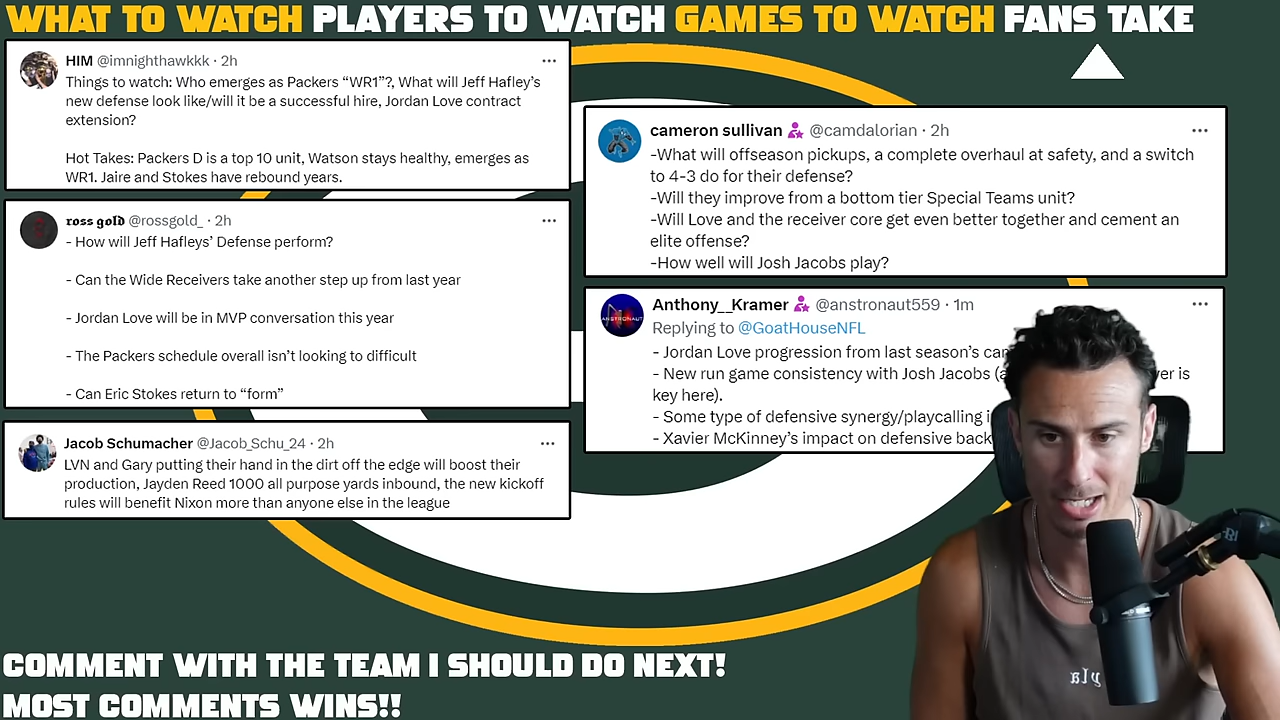 WHAT TO WATCH PLAYERS TO WATCH GAMES TO WATCH FANS TAKE
HIM @imnighthawkkk · 2h
Things to watch: Who emerges as Packers “WR1”?, What will Jeff Hafley’s
new defense look like/will it be a successful hire, Jordan Love contract
extension?
Hot Takes: Packers D is a top 10 unit, Watson stays healthy, emerges as
WR1. Jaire and Stokes have rebound years.
ross gold @rossgold_ · 2h
- How will Jeff Hafleys’ Defense perform?
- Can the Wide Receivers take another step up from last year
- Jordan Love will be in MVP conversation this year
- The Packers schedule overall isn’t looking to difficult
- Can Eric Stokes return to “form”
Jacob Schumacher @Jacob_Schu_24 · 2h
LVN and Gary putting their hand in the dirt off the edge will boost their
production, Jayden Reed 1000 all purpose yards inbound, the new kickoff
rules will benefit Nixon more than anyone else in the league
cameron sullivan @camdalorian · 2h
-What will offseason pickups, a complete overhaul at safety, and a switch
to 4-3 do for their defense?
-Will they improve from a bottom tier Special Teams unit?
-Will Love and the receiver core get even better together and cement an
elite offense?
-How well will Josh Jacobs play?
ANSTRONAUT
Anthony__Kramer @anstronaut559 · 1m
Replying to @GoatHouseNFL
- Jordan Love progression from last season’s
- New run game consistency with Josh Jacobs is
key here).
- Some type of defensive synergy/playcalling
- Xavier McKinney’s impact on defensive
COMMENT WITH THE TEAM I SHOULD DO NEXT!
MOST COMMENTS WINS!!